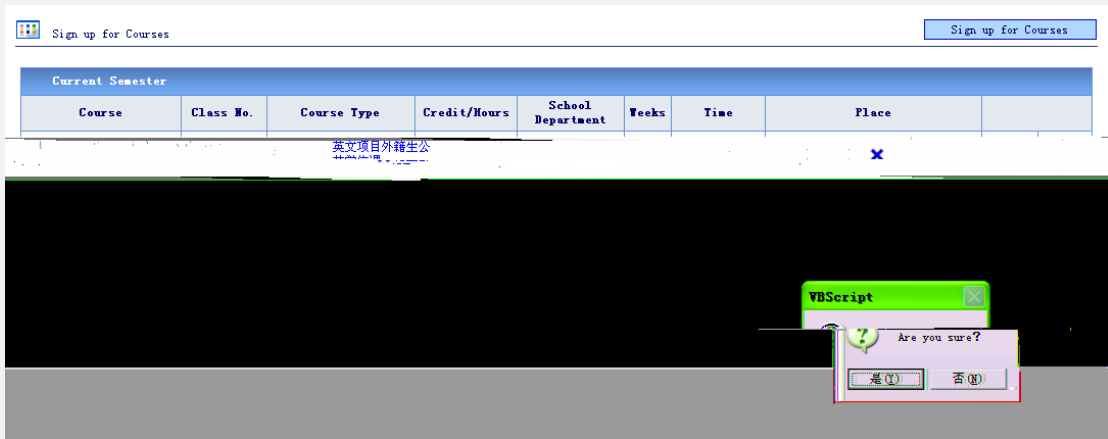 Sign up for Courses
Sign up for Courses
Current Semester
Course Class No. Course Type Credit/Hours School Department Weeks Time Place
英文项目外籍生公
VBScript
Are you sure?
是(Y) 否(N)